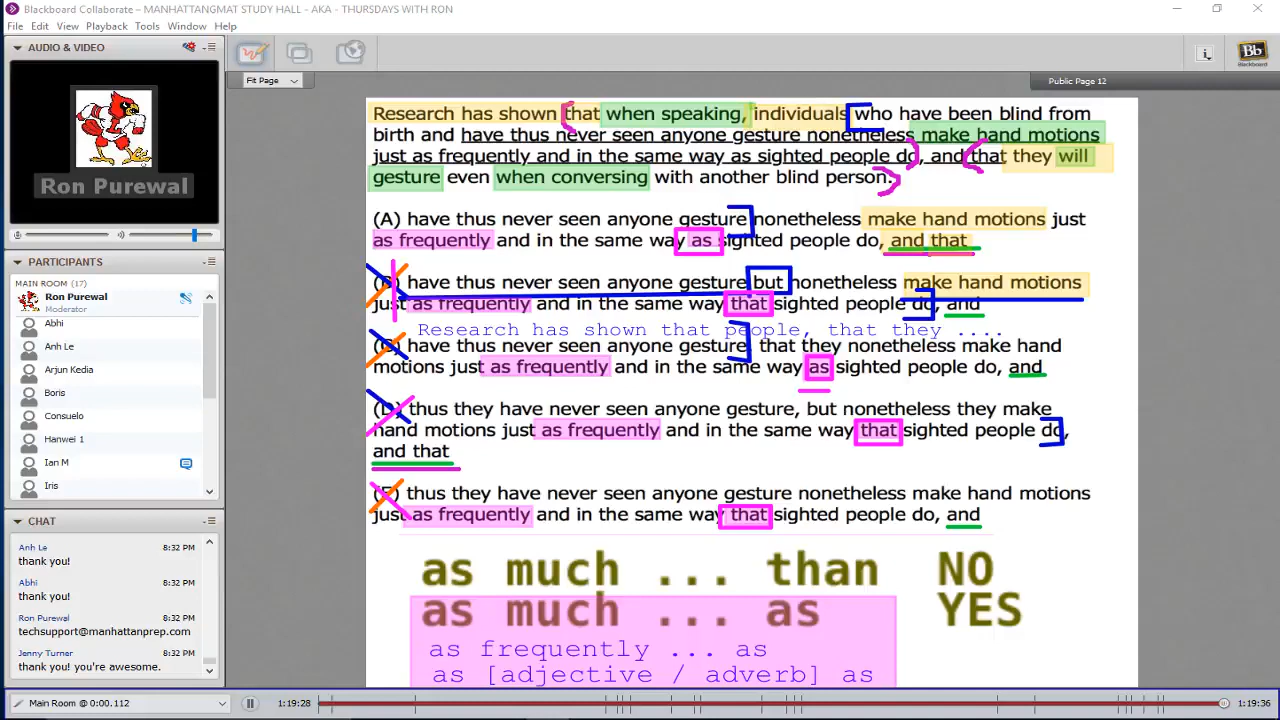 Blackboard Collaborate - MANHATTANGMAT STUDY HALL - AKA - THURSDAYS WITH RON
File Edit View Playback Tools Window Help
AUDIO & VIDEO
Ron Purewal
PARTICIPANTS
MAIN ROOM (17)
Ron Purewal
Moderator
Abhi
Anh Le
Arjun Kedia
Boris
Consuelo
Hanwei 1
Ian M
Iris
CHAT
Anh Le 8:32 PM
thank you!
Abhi 8:32 PM
thank you!
Ron Purewal 8:32 PM
techsupport@manhattanprep.com
Jenny Turner 8:32 PM
thank you! you're awesome.
Main Room @ 0:00.112
Bb
Blackboard
Fit Page
Public Page 12
Research has shown that when speaking, individuals who have been blind from
birth and have thus never seen anyone gesture nonetheless make hand motions
just as frequently and in the same way as sighted people do, and that they will
gesture even when conversing with another blind person.
(A) have thus never seen anyone gesture nonetheless make hand motions just
as frequently and in the same way as sighted people do, and that
(B) have thus never seen anyone gesture but nonetheless make hand motions
just as frequently and in the same way that sighted people do, and
Research has shown that people, that they ....
(C) have thus never seen anyone gesture, that they nonetheless make hand
motions just as frequently and in the same way as sighted people do, and
(D) thus they have never seen anyone gesture, but nonetheless they make
hand motions just as frequently and in the same way that sighted people do,
and that
(E) thus they have never seen anyone gesture nonetheless make hand motions
just as frequently and in the same way that sighted people do, and
as much ... than NO
as much ... as YES
as frequently ... as
as [adjective / adverb] as
1:19:28
1:19:36